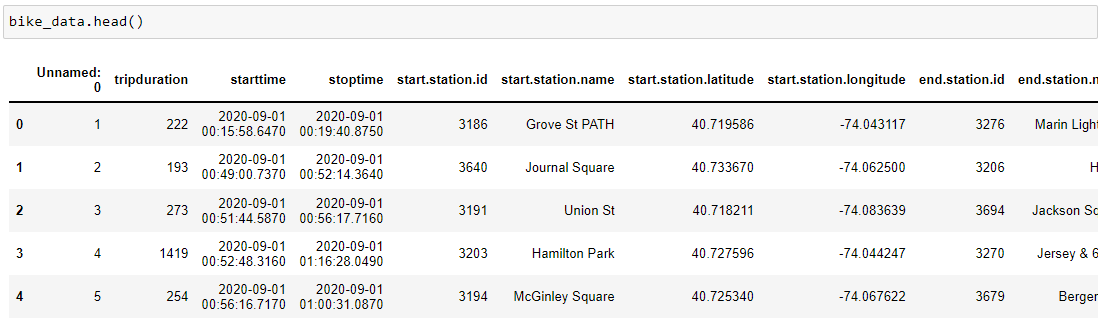 bike_data.head()
Unnamed: 0 tripduration starttime stoptime start.station.id start.station.name start.station.latitude start.station.longitude end.station.id end.station.n
0 1 222 2020-09-01 00:15:58.6470 2020-09-01 00:19:40.8750 3186 Grove St PATH 40.719586 -74.043117 3276 Marin Light
1 2 193 2020-09-01 00:49:00.7370 2020-09-01 00:52:14.3640 3640 Journal Square 40.733670 -74.062500 3206 H
2 3 273 2020-09-01 00:51:44.5870 2020-09-01 00:56:17.7160 3191 Union St 40.718211 -74.083639 3694 Jackson Sq
3 4 1419 2020-09-01 00:52:48.3160 2020-09-01 01:16:28.0490 3203 Hamilton Park 40.727596 -74.044247 3270 Jersey & 6
4 5 254 2020-09-01 00:56:16.7170 2020-09-01 01:00:31.0870 3194 McGinley Square 40.725340 -74.067622 3679 Bergen